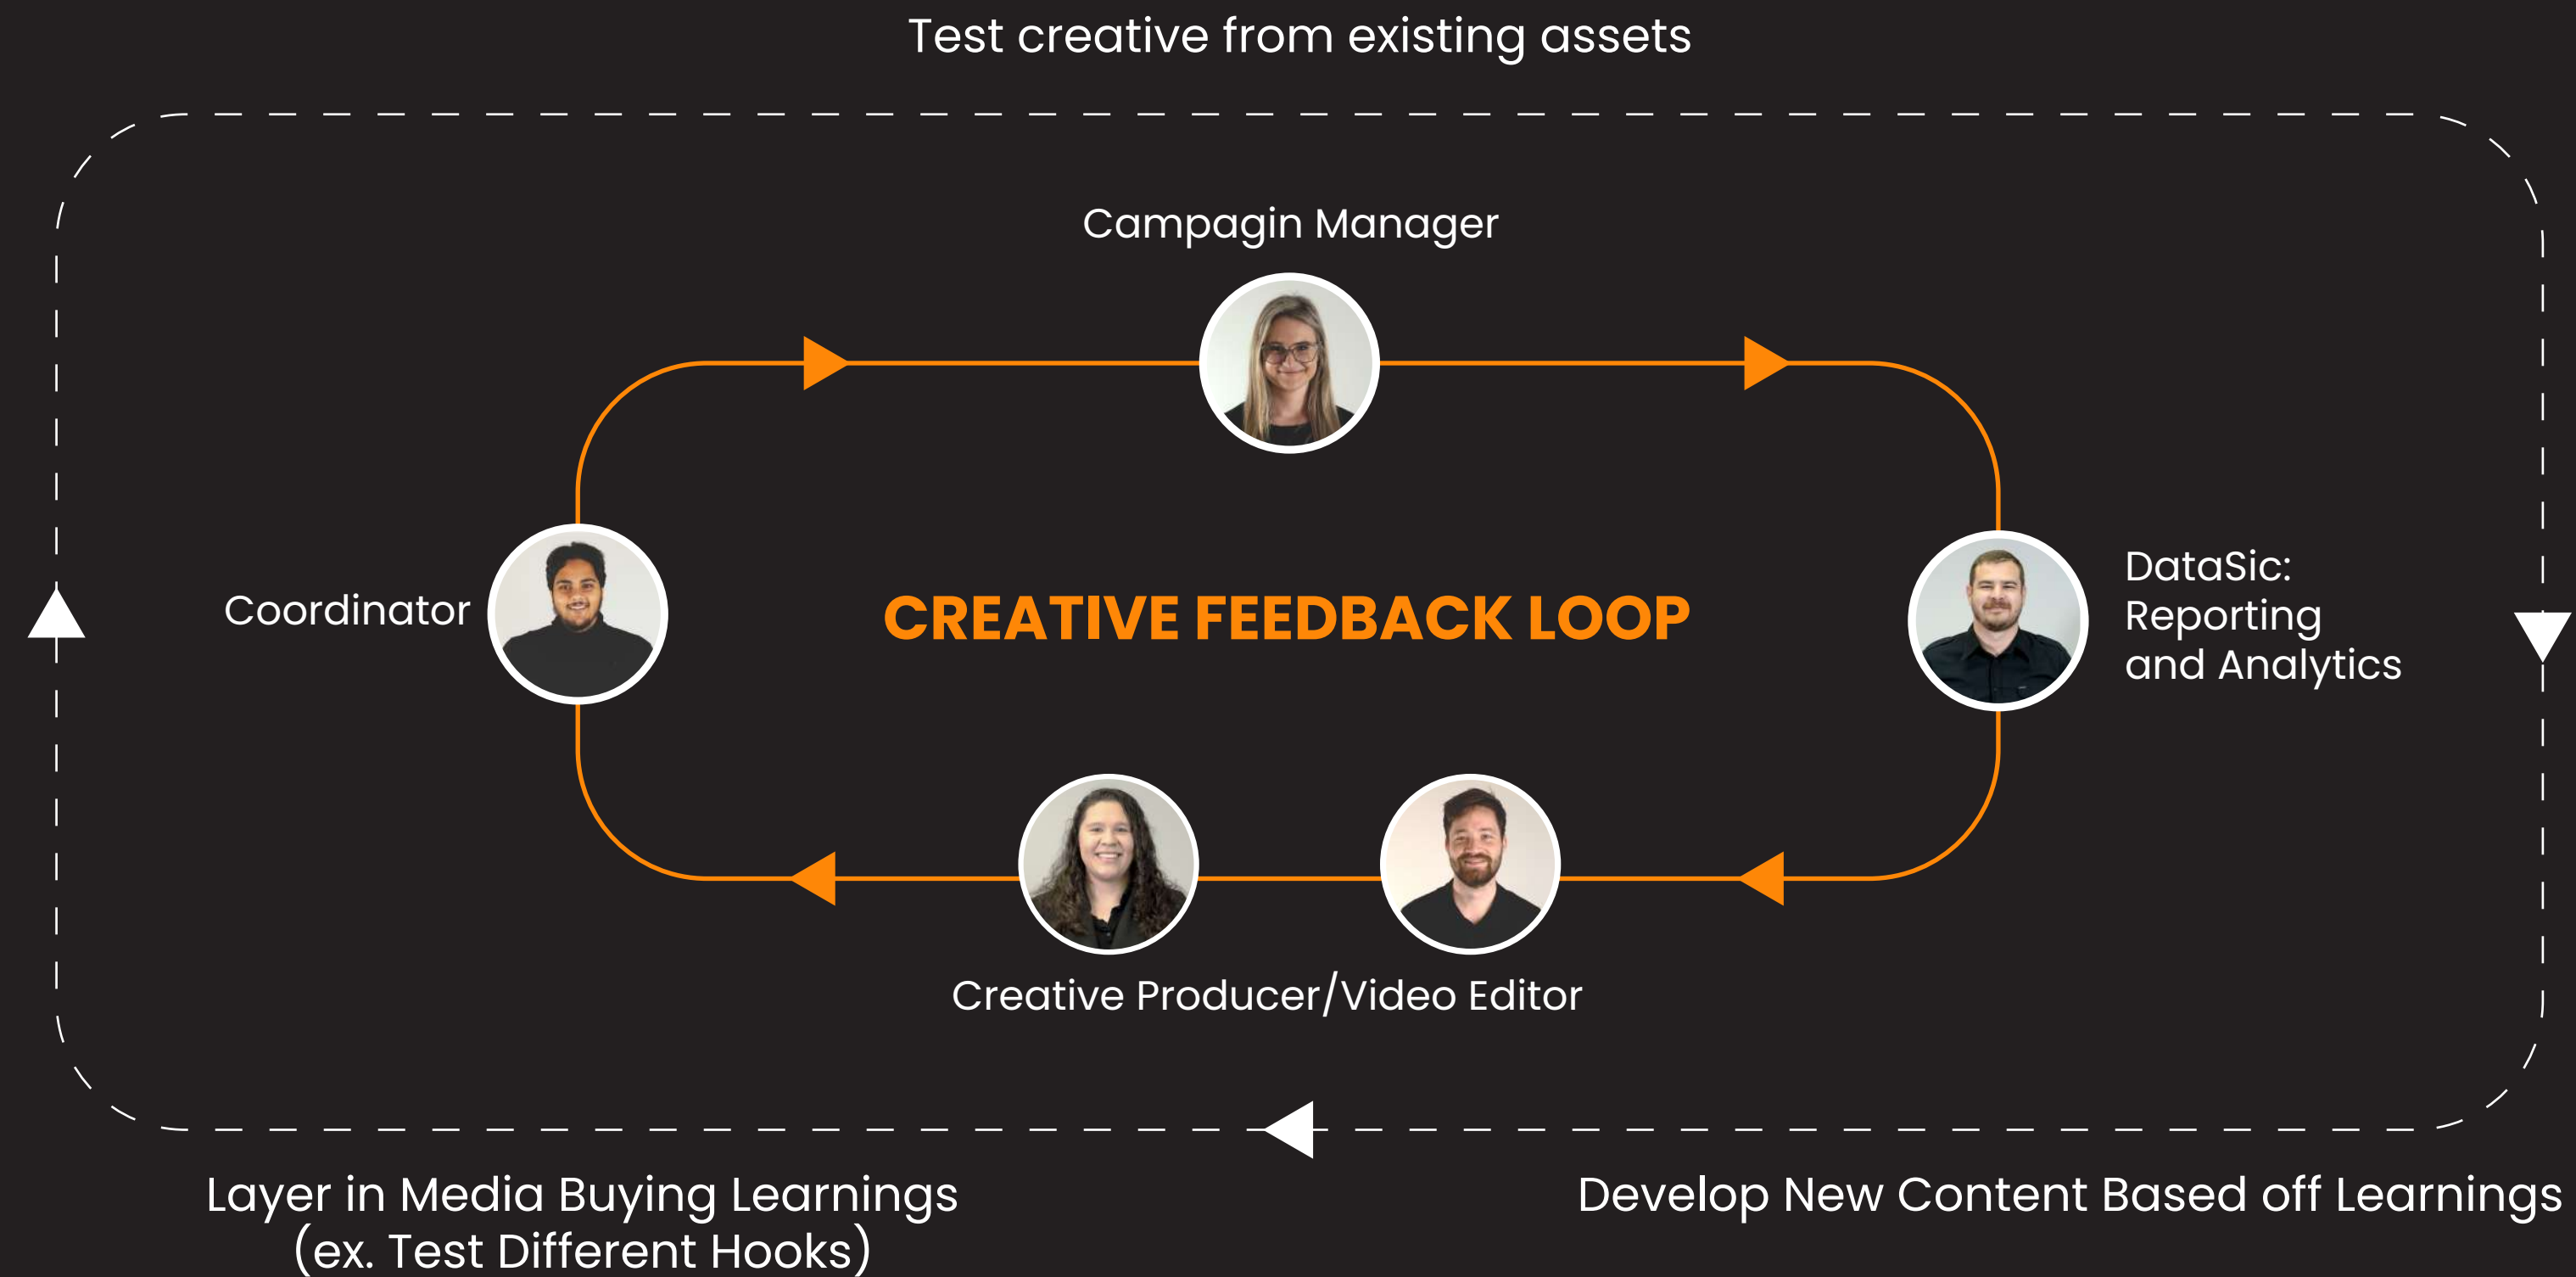 Test creative from existing assets
Campagin Manager
Coordinator
CREATIVE FEEDBACK LOOP
DataSic:
Reporting
and Analytics
Creative Producer/Video Editor
Layer in Media Buying Learnings
(ex. Test Different Hooks)
Develop New Content Based off Learnings